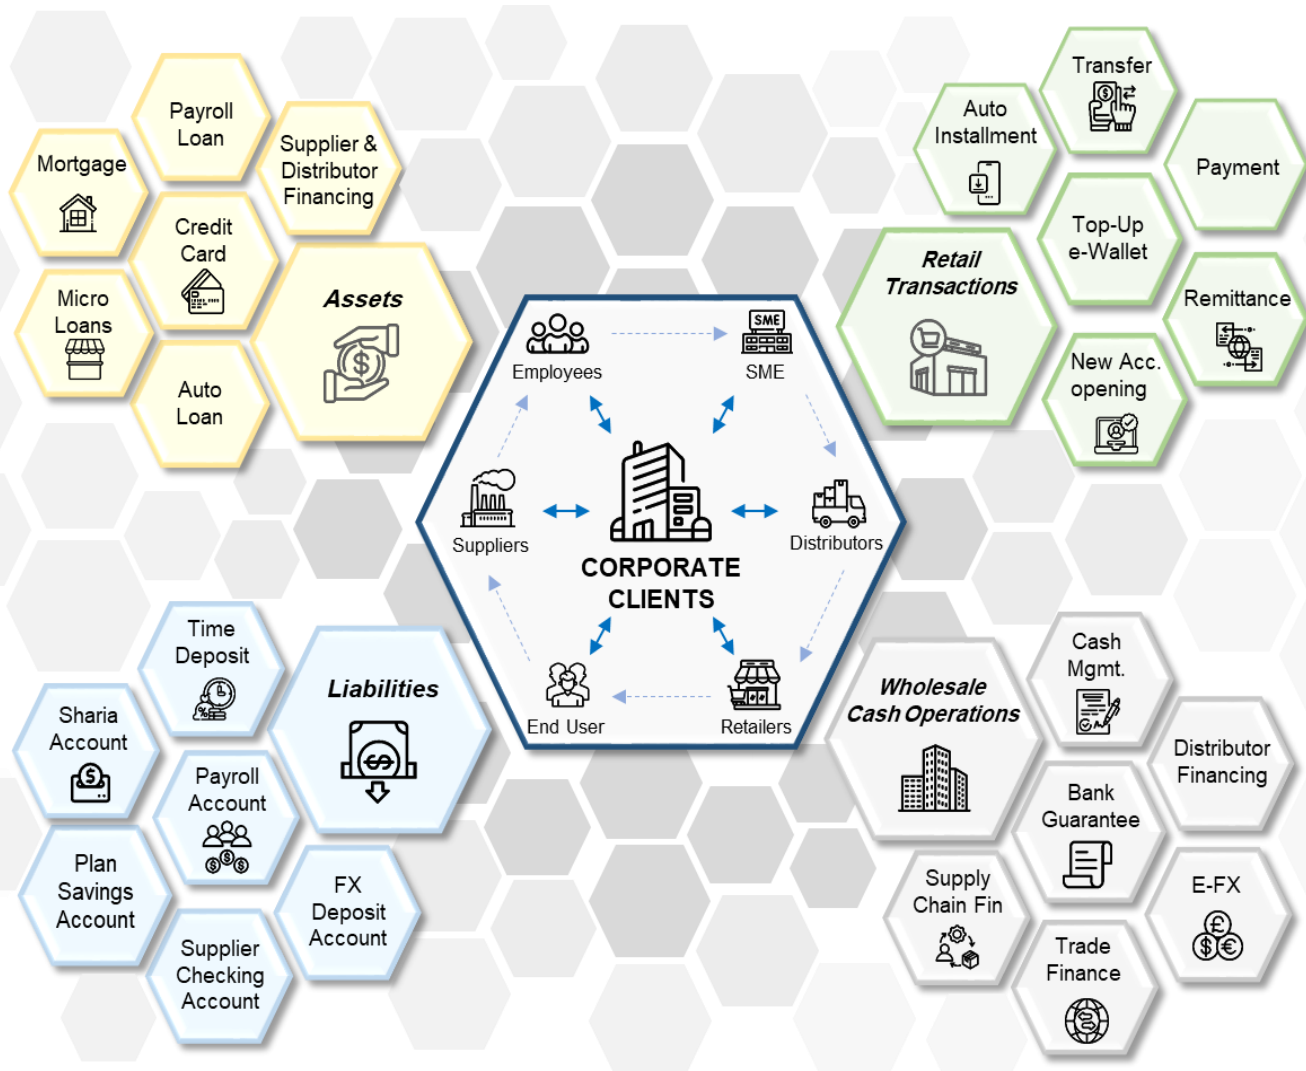 Payroll
Loan
Mortgage
Supplier &
Distributor
Financing
Credit
Card
Micro
Loans
Auto
Loan
Assets
Transfer
Auto
Installment
Payment
Top-Up
e-Wallet
Retail
Transactions
Remittance
New Acc.
opening
Employees
SME
SME
Suppliers
Distributors
CORPORATE
CLIENTS
End User
Retailers
Time
Deposit
Liabilities
Sharia
Account
Payroll
Account
Plan
Savings
Account
FX
Deposit
Account
Supplier
Checking
Account
Wholesale
Cash Operations
Cash
Mgmt.
Distributor
Financing
Bank
Guarantee
Supply
Chain Fin
E-FX
Trade
Finance